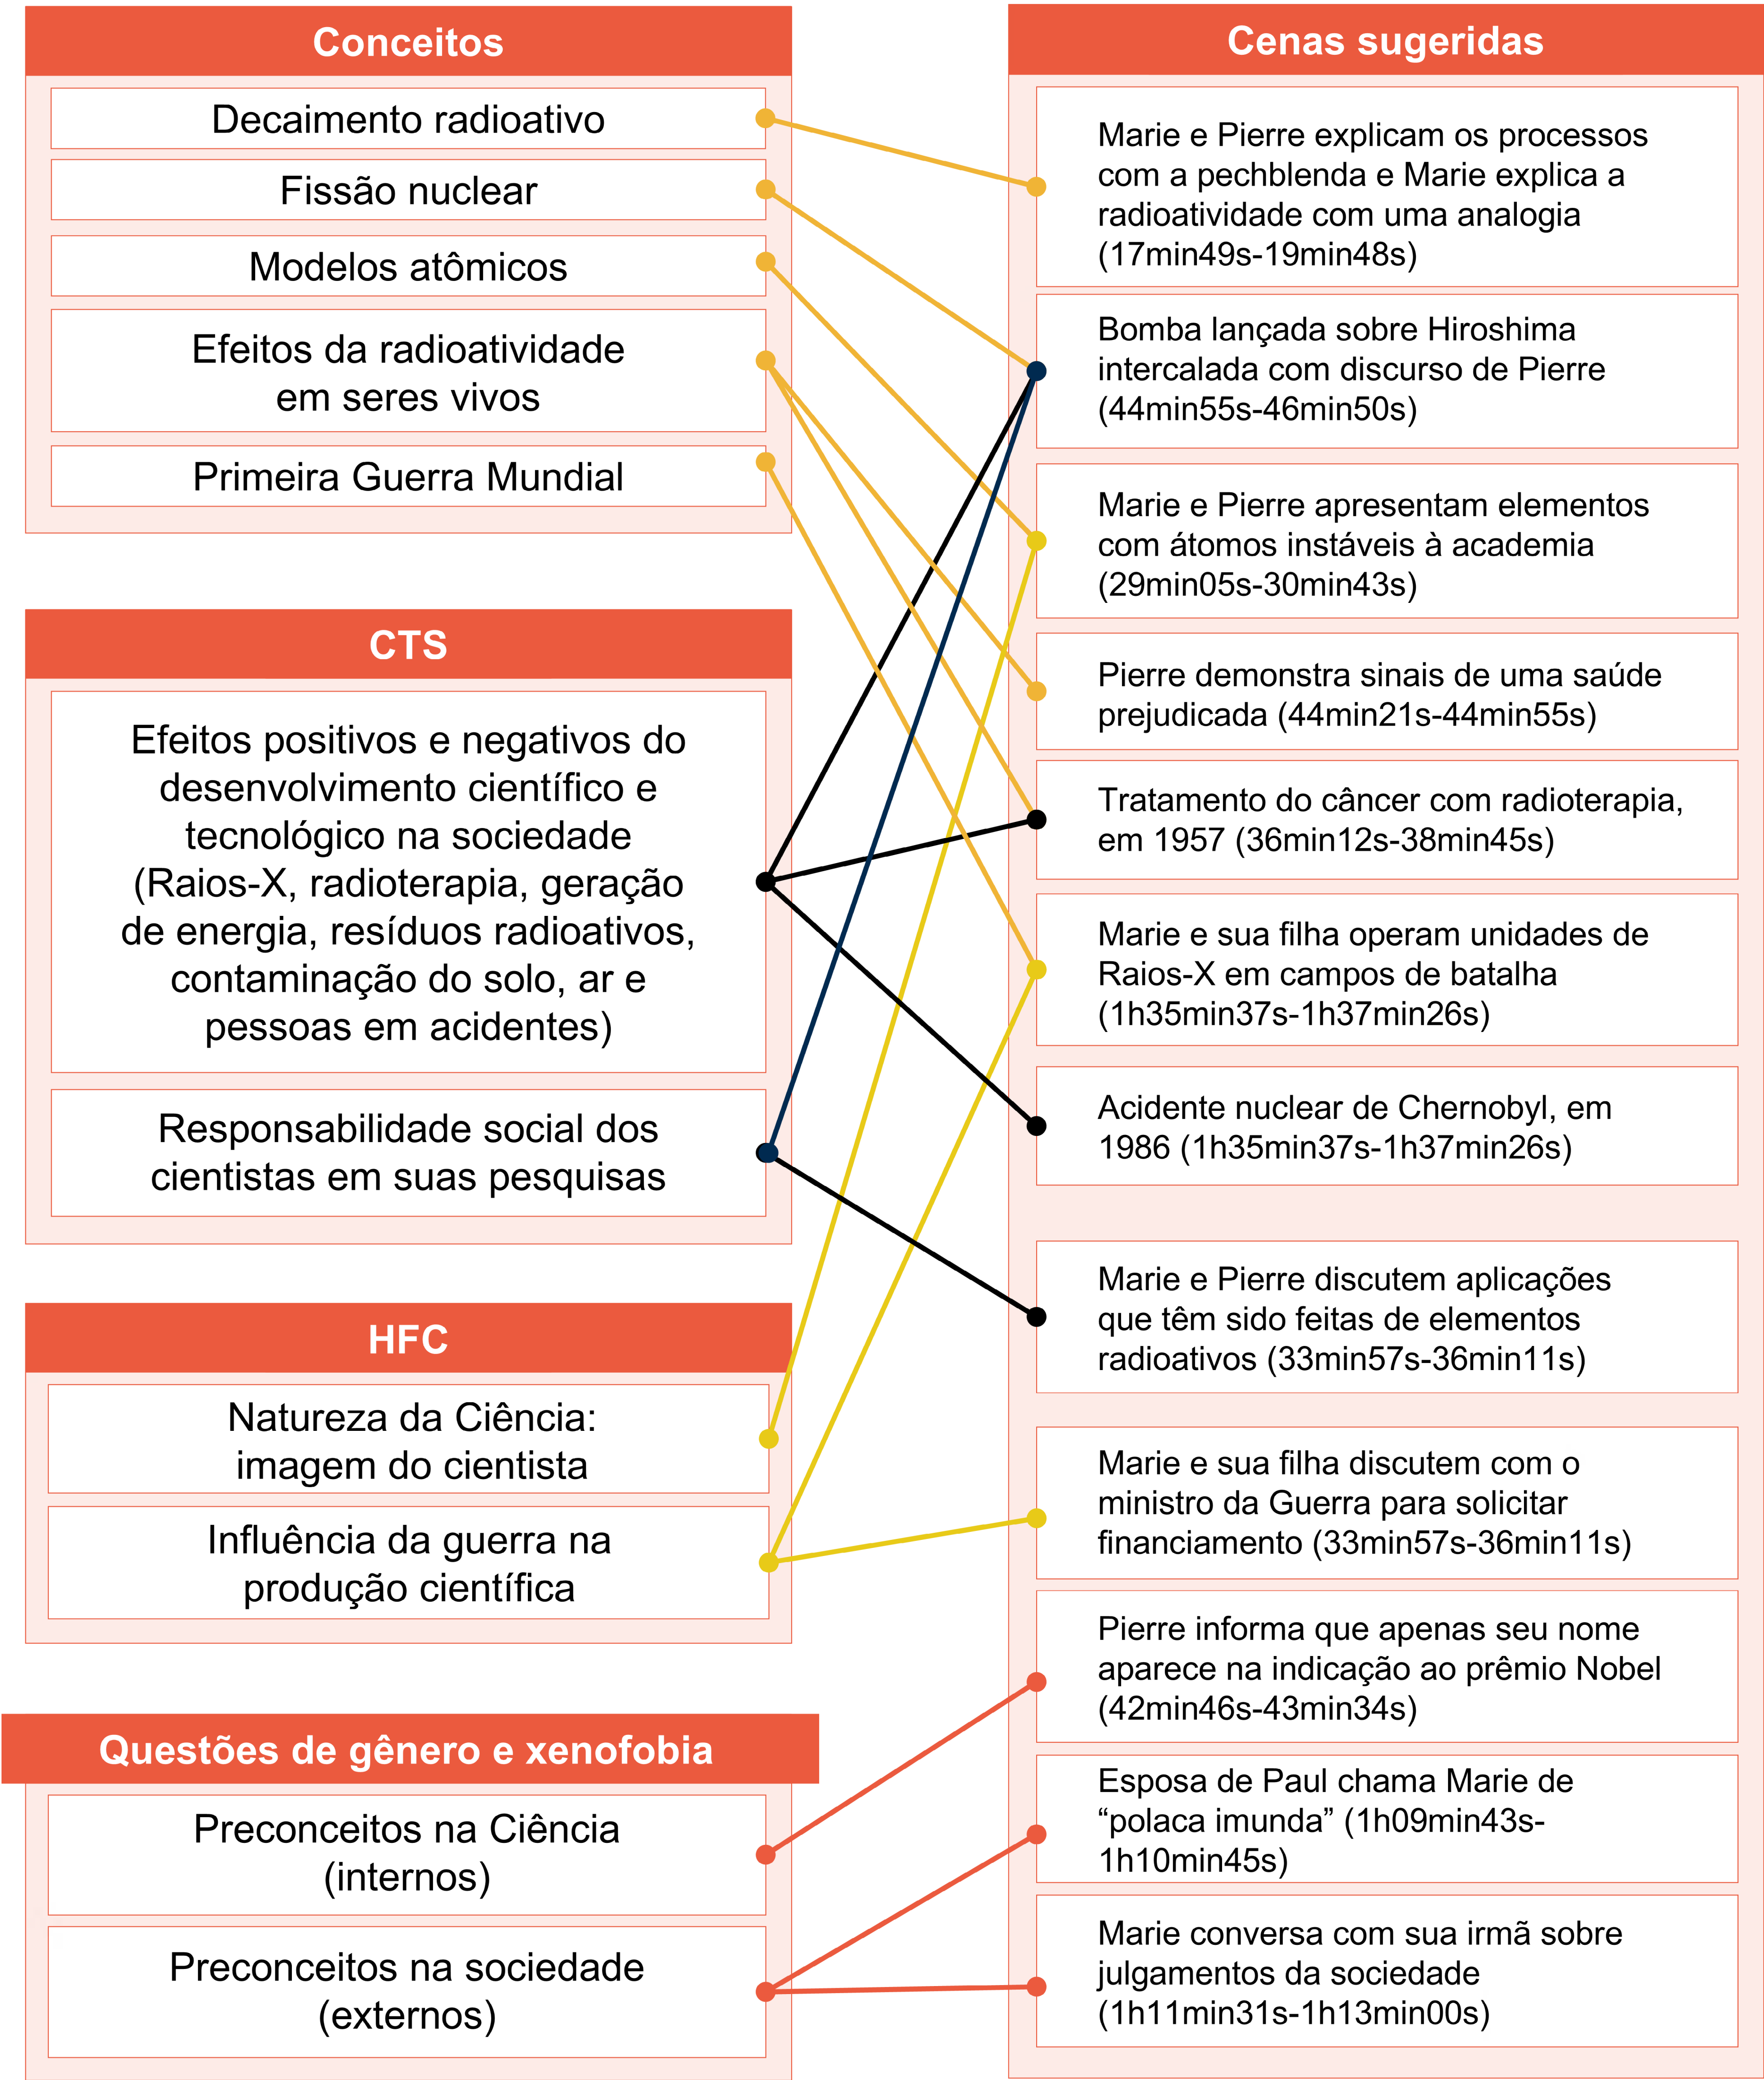 Conceitos
Decaimento radioativo
Fissão nuclear
Modelos atômicos
Efeitos da radioatividade
em seres vivos
Primeira Guerra Mundial
CTS
Efeitos positivos e negativos do
desenvolvimento científico e
tecnológico na sociedade
(Raios-X, radioterapia, geração
de energia, resíduos radioativos,
contaminação do solo, ar e
pessoas em acidentes)
Responsabilidade social dos
cientistas em suas pesquisas
HFC
Natureza da Ciência:
imagem do cientista
Influência da guerra na
produção científica
Questões de gênero e xenofobia
Preconceitos na Ciência
(internos)
Preconceitos na sociedade
(externos)
Cenas sugeridas
Marie e Pierre explicam os processos
com a pechblenda e Marie explica a
radioatividade com uma analogia
(17min49s-19min48s)
Bomba lançada sobre Hiroshima
intercalada com discurso de Pierre
(44min55s-46min50s)
Marie e Pierre apresentam elementos
com átomos instáveis à academia
(29min05s-30min43s)
Pierre demonstra sinais de uma saúde
prejudicada (44min21s-44min55s)
Tratamento do câncer com radioterapia,
em 1957 (36min12s-38min45s)
Marie e sua filha operam unidades de
Raios-X em campos de batalha
(1h35min37s-1h37min26s)
Acidente nuclear de Chernobyl, em
1986 (1h35min37s-1h37min26s)
Marie e Pierre discutem aplicações
que têm sido feitas de elementos
radioativos (33min57s-36min11s)
Marie e sua filha discutem com o
ministro da Guerra para solicitar
financiamento (33min57s-36min11s)
Pierre informa que apenas seu nome
aparece na indicação ao prêmio Nobel
(42min46s-43min34s)
Esposa de Paul chama Marie de
“polaca imunda” (1h09min43s-
1h10min45s)
Marie conversa com sua irmã sobre
julgamentos da sociedade
(1h11min31s-1h13min00s)